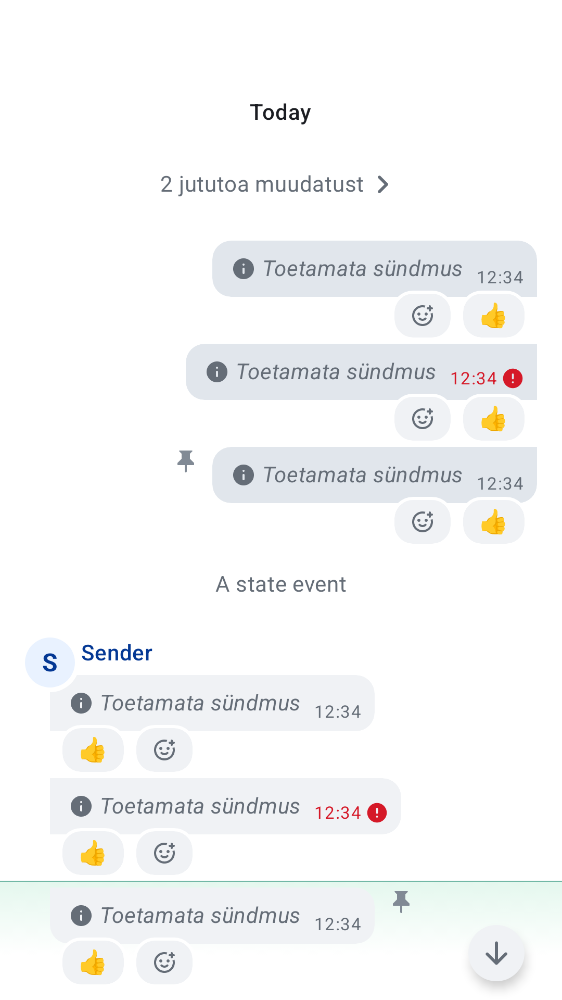 Today
2 jututoa muudatust
Toetamata sündmus 12:34
👍
Toetamata sündmus 12:34
👍
Toetamata sündmus 12:34
👍
A state event
S Sender
Toetamata sündmus 12:34
👍
Toetamata sündmus 12:34
👍
Toetamata sündmus 12:34
👍